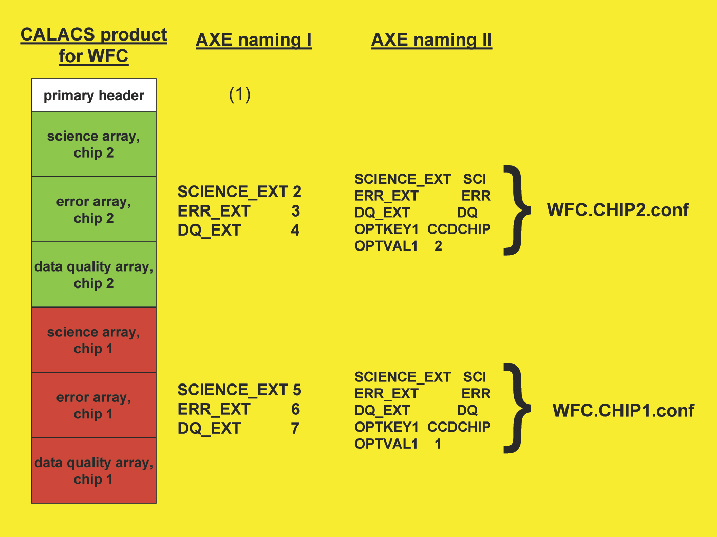 CALACS product
for WFC
AXE naming I
AXE naming II
primary header
(1)
science array,
chip 2
error array,
chip 2
data quality array,
chip 2
SCIENCE_EXT 2
ERR_EXT 3
DQ_EXT 4
SCIENCE_EXT SCI
ERR_EXT ERR
DQ_EXT DQ
OPTKEY1 CCDCHIP
OPTVAL1 2
WFC.CHIP2.conf
science array,
chip 1
error array,
chip 1
data quality array,
chip 1
SCIENCE_EXT 5
ERR_EXT 6
DQ_EXT 7
SCIENCE_EXT SCI
ERR_EXT ERR
DQ_EXT DQ
OPTKEY1 CCDCHIP
OPTVAL1 1
WFC.CHIP1.conf